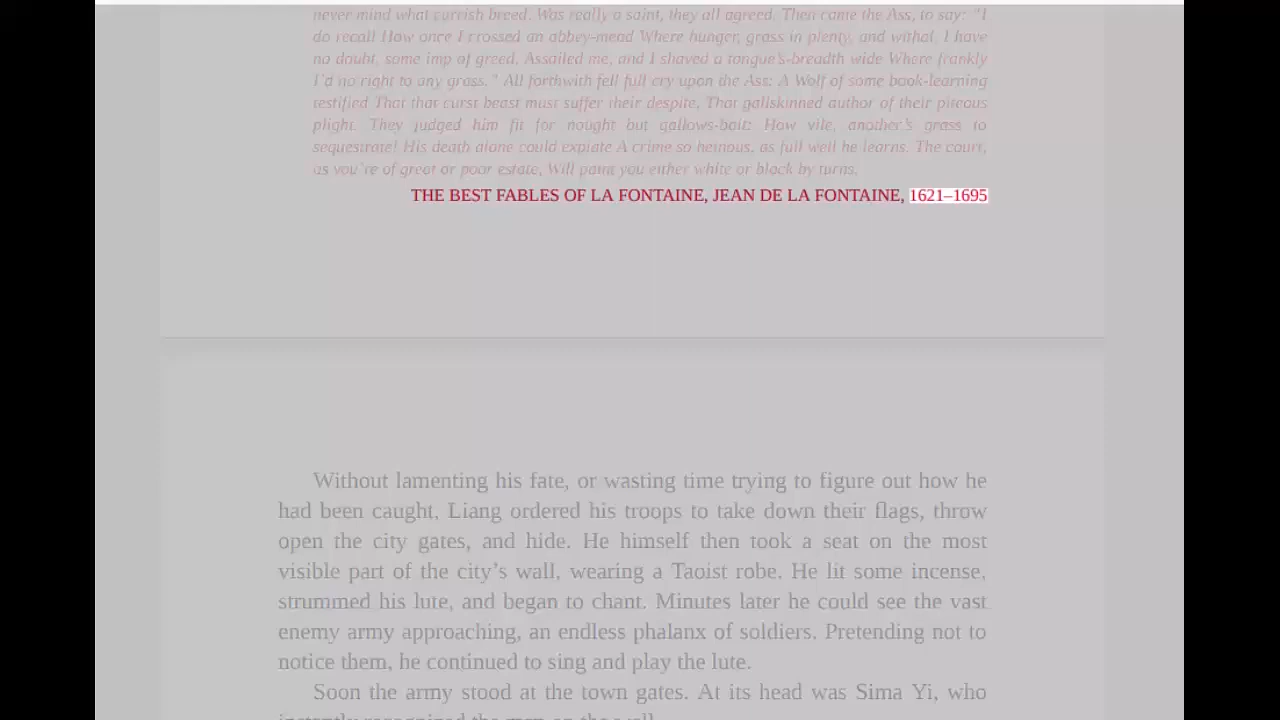 never mind what currish breed. Was really a saint, they all agreed. Then came the Ass, to say: “I
do recall How once I crossed an abbey-mead Where hunger, grass in plenty, and withal, I have
no doubt, some imp of greed, Assailed me, and I shaved a tongue’s-breadth wide Where frankly
I’d no right to any grass.” All forthwith fell full cry upon the Ass: A Wolf of some book-learning
testified That that curst beast must suffer their despite, That gallskinned author of their piteous
plight. They judged him fit for nought but gallows-bait: How vile, another’s grass to
sequestrate! His death alone could expiate A crime so heinous, as full well he learns. The court,
as you’re of great or poor estate, Will paint you either white or black by turns.
THE BEST FABLES OF LA FONTAINE, JEAN DE LA FONTAINE, 1621–1695
Without lamenting his fate, or wasting time trying to figure out how he
had been caught, Liang ordered his troops to take down their flags, throw
open the city gates, and hide. He himself then took a seat on the most
visible part of the city’s wall, wearing a Taoist robe. He lit some incense,
strummed his lute, and began to chant. Minutes later he could see the vast
enemy army approaching, an endless phalanx of soldiers. Pretending not to
notice them, he continued to sing and play the lute.
Soon the army stood at the town gates. At its head was Sima Yi, who
instantly recognized the man on the wall.